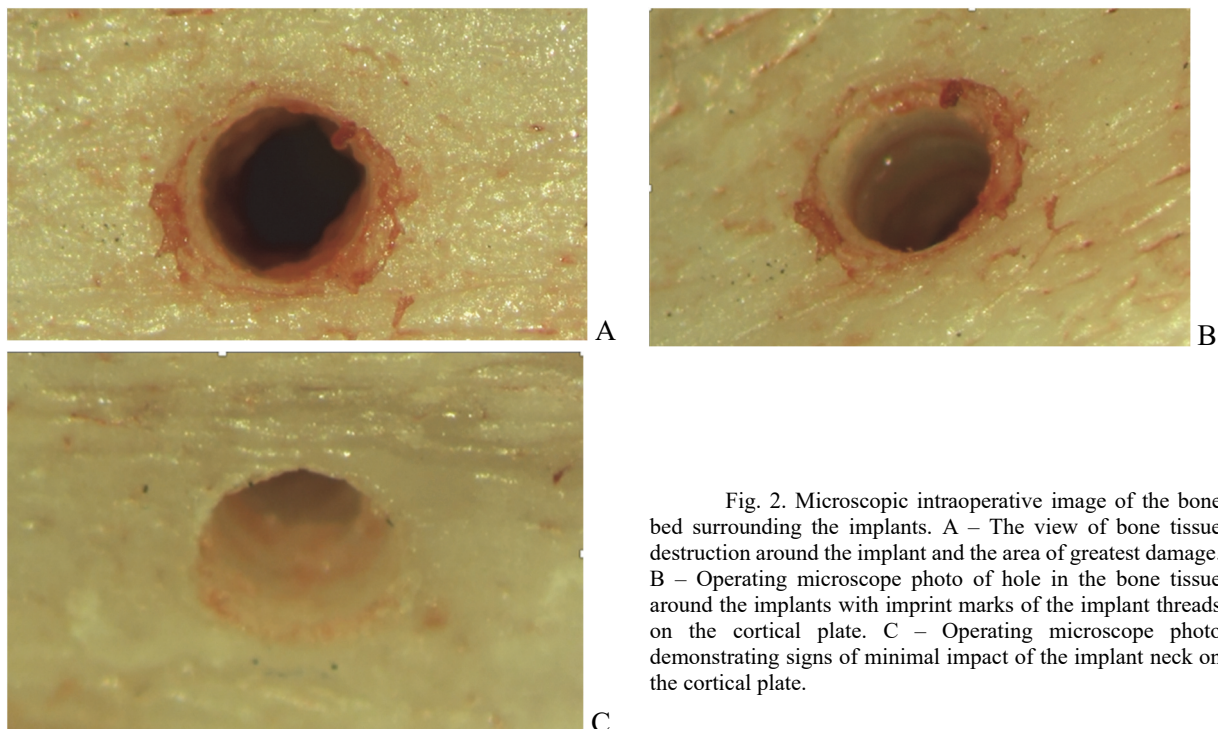 A
B
C
Fig. 2. Microscopic intraoperative image of the bone
bed surrounding the implants. A – The view of bone tissue
destruction around the implant and the area of greatest damage.
B – Operating microscope photo of hole in the bone tissue
around the implants with imprint marks of the implant threads
on the cortical plate. C – Operating microscope photo
demonstrating signs of minimal impact of the implant neck on
the cortical plate.